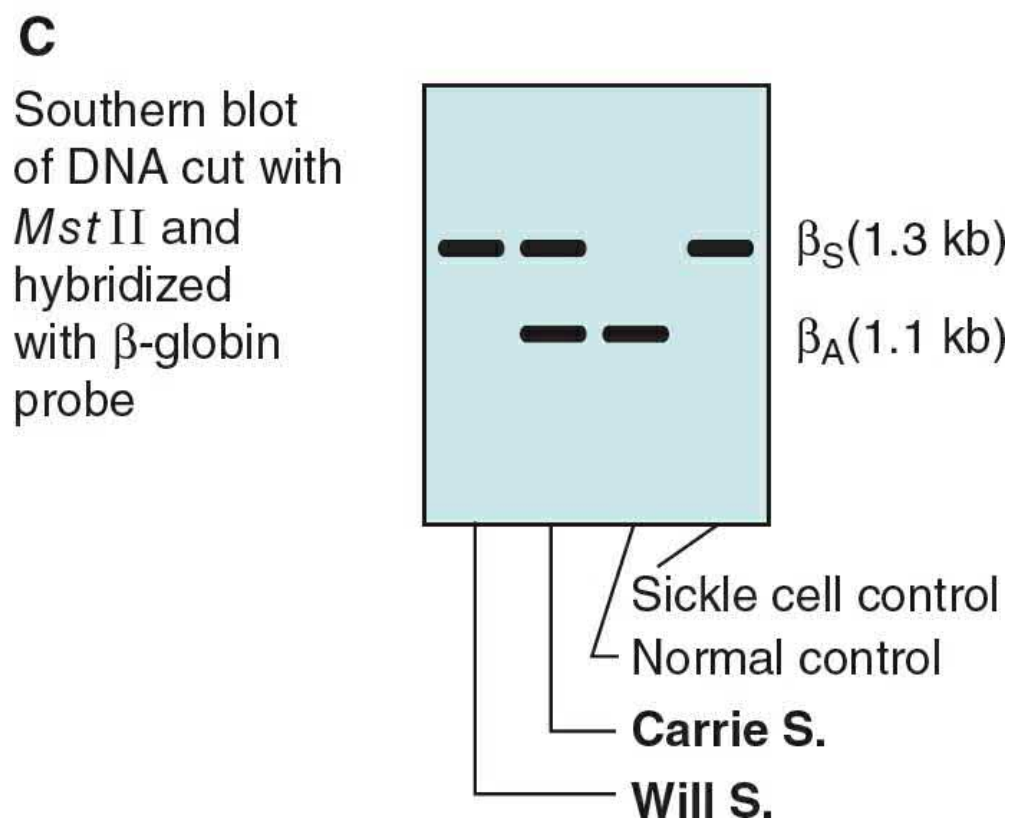 C
Southern blot
of DNA cut with
MstII and
hybridized
with β-globin
probe
βS(1.3 kb)
βA(1.1 kb)
Sickle cell control
Normal control
Carrie S.
Will S.